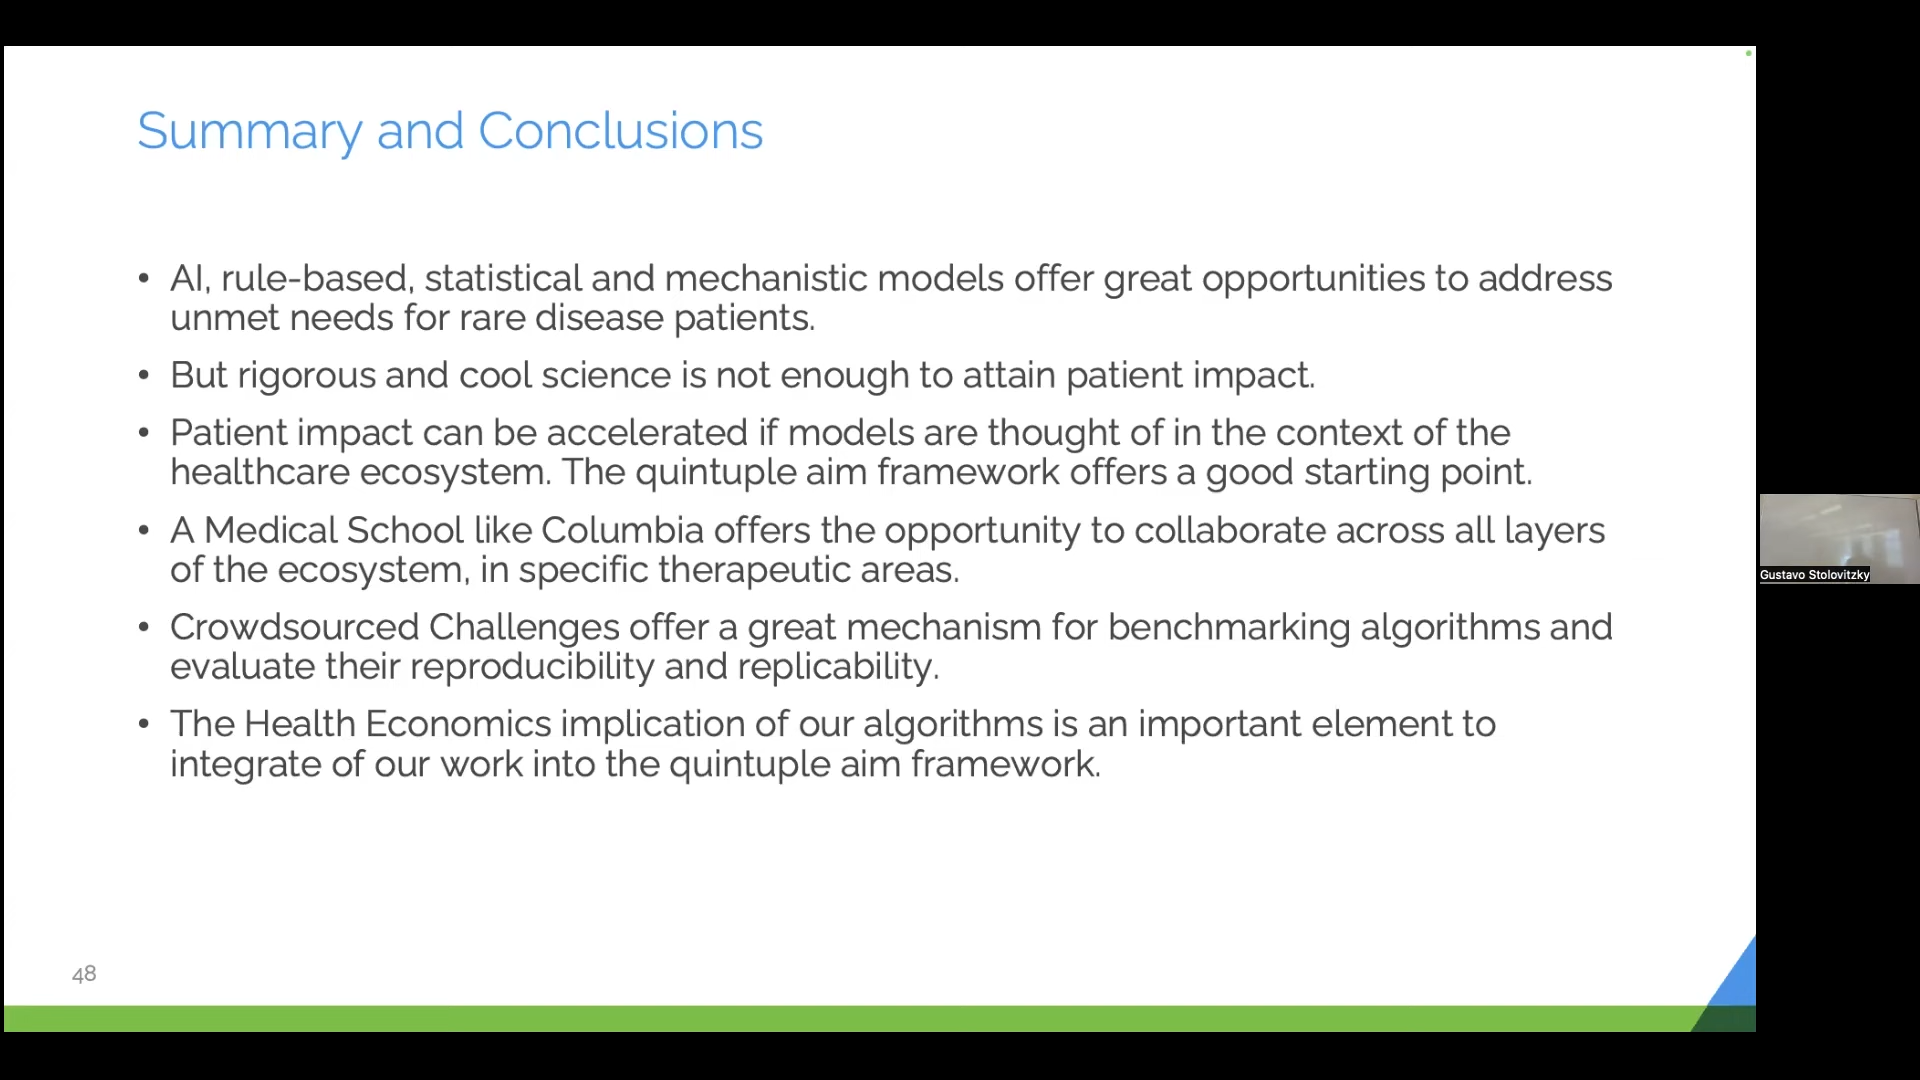 Summary and Conclusions
• AI, rule-based, statistical and mechanistic models offer great opportunities to address
unmet needs for rare disease patients.
• But rigorous and cool science is not enough to attain patient impact.
• Patient impact can be accelerated if models are thought of in the context of the
healthcare ecosystem. The quintuple aim framework offers a good starting point.
• A Medical School like Columbia offers the opportunity to collaborate across all layers
of the ecosystem, in specific therapeutic areas.
• Crowdsourced Challenges offer a great mechanism for benchmarking algorithms and
evaluate their reproducibility and replicability.
• The Health Economics implication of our algorithms is an important element to
integrate of our work into the quintuple aim framework.
Gustavo Stolovitzky
48